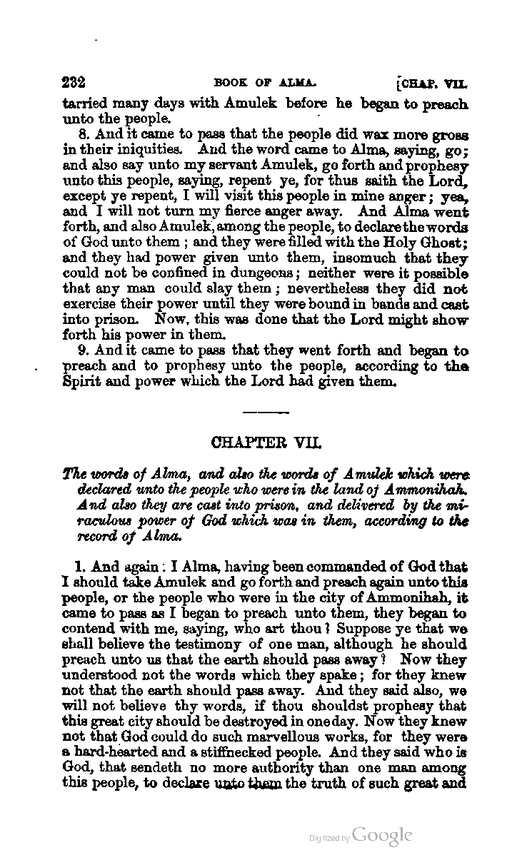 232 BOOK OF ALMA. [CHAP. VII.
tarried many days with Amulek before he began to preach
unto the people.
8. And it came to pass that the people did wax more gross
in their iniquities. And the word came to Alma, saying, go;
and also say unto my servant Amulek, go forth and prophesy
unto this people, saying, repent ye, for thus saith the Lord,
except ye repent, I will visit this people in mine anger; yea,
and I will not turn my fierce anger away. And Alma went
forth, and also Amulek, among the people, to declare the words
of God unto them; and they were filled with the Holy Ghost;
and they had power given unto them, insomuch that they
could not be confined in dungeons; neither were it possible
that any man could slay them; nevertheless they did not
exercise their power until they were bound in bands and cast
into prison. Now, this was done that the Lord might show
forth his power in them.
9. And it came to pass that they went forth and began to
preach and to prophesy unto the people, according to the
Spirit and power which the Lord had given them.
CHAPTER VII.
The words of Alma, and also the words of Amulek which were
declared unto the people who were in the land of Ammonihah.
And also they are cast into prison, and delivered by the mi-
raculous power of God which was in them, according to the
record of Alma.
1. And again: I Alma, having been commanded of God that
I should take Amulek and go forth and preach again unto this
people, or the people who were in the city of Ammonihah, it
came to pass as I began to preach unto them, they began to
contend with me, saying, who art thou? Suppose ye that we
shall believe the testimony of one man, although he should
preach unto us that the earth should pass away? Now they
understood not the words which they spake; for they knew
not that the earth should pass away. And they said also, we
will not believe thy words, if thou shouldst prophesy that
this great city should be destroyed in one day. Now they knew
not that God could do such marvellous works, for they were
a hard-hearted and a stiffnecked people. And they said who is
God, that sendeth no more authority than one man among
this people, to declare unto them the truth of such great and
Digitized by Google